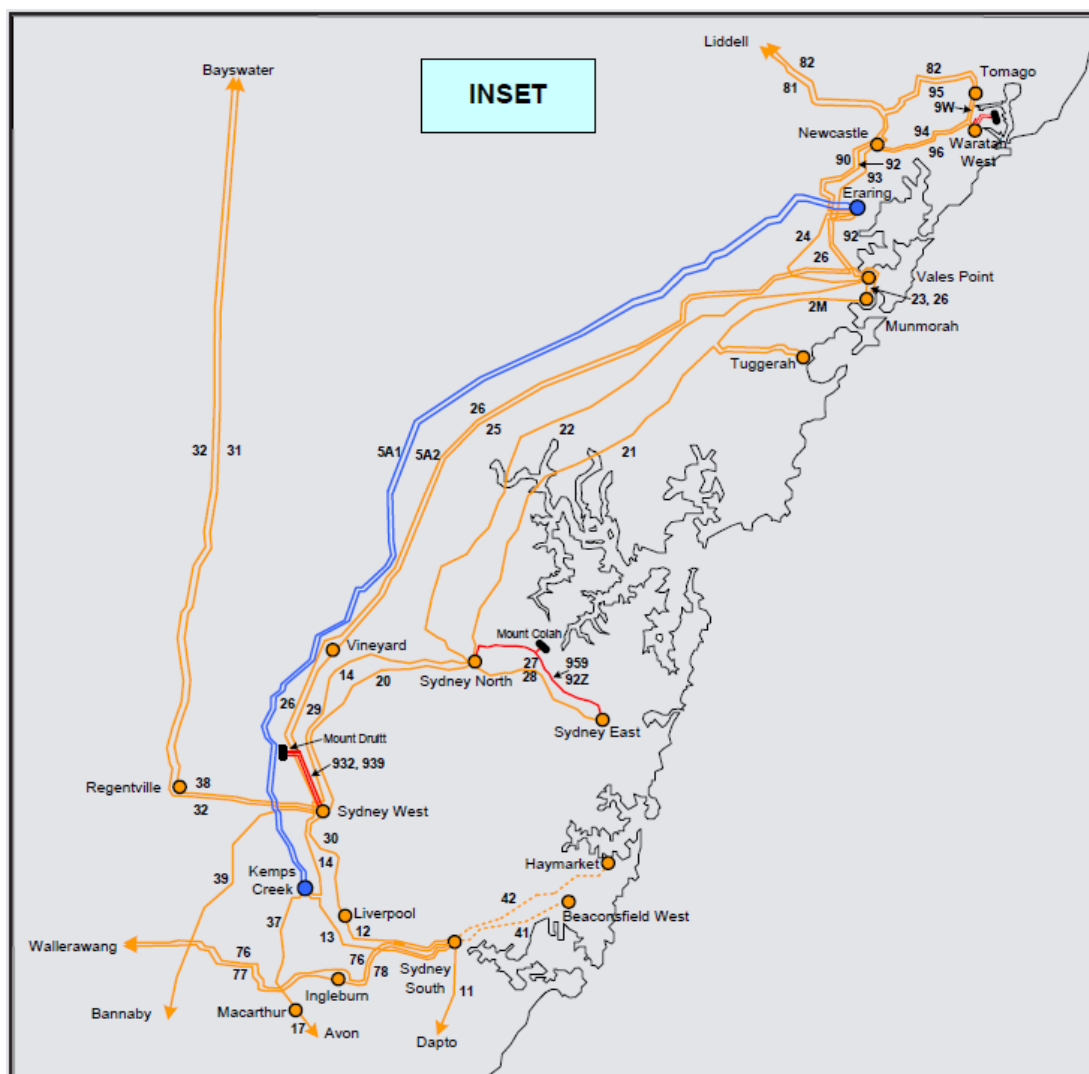 INSET
Liddell
82
81
82
Tomago
95
9W
Bayswater
Newcastle
94
Waratah
West
96
90
92
93
Eraring
24
92
26
Vales Point
23, 26
2M
Munmorah
Tuggerah
26
25
22
21
32
31
5A1
5A2
Mount Colah
Vineyard
14
20
Sydney North
27
28
959
92Z
26
29
Sydney East
Mount Druitt
932, 939
Regentville
38
32
Sydney West
30
14
Haymarket
39
Kemps
Creek
42
Liverpool
Beaconsfield West
37
12
13
41
Wallerawang
76
77
76
78
Sydney
South
Ingleburn
11
Bannaby
Macarthur
17
Avon
Dapto